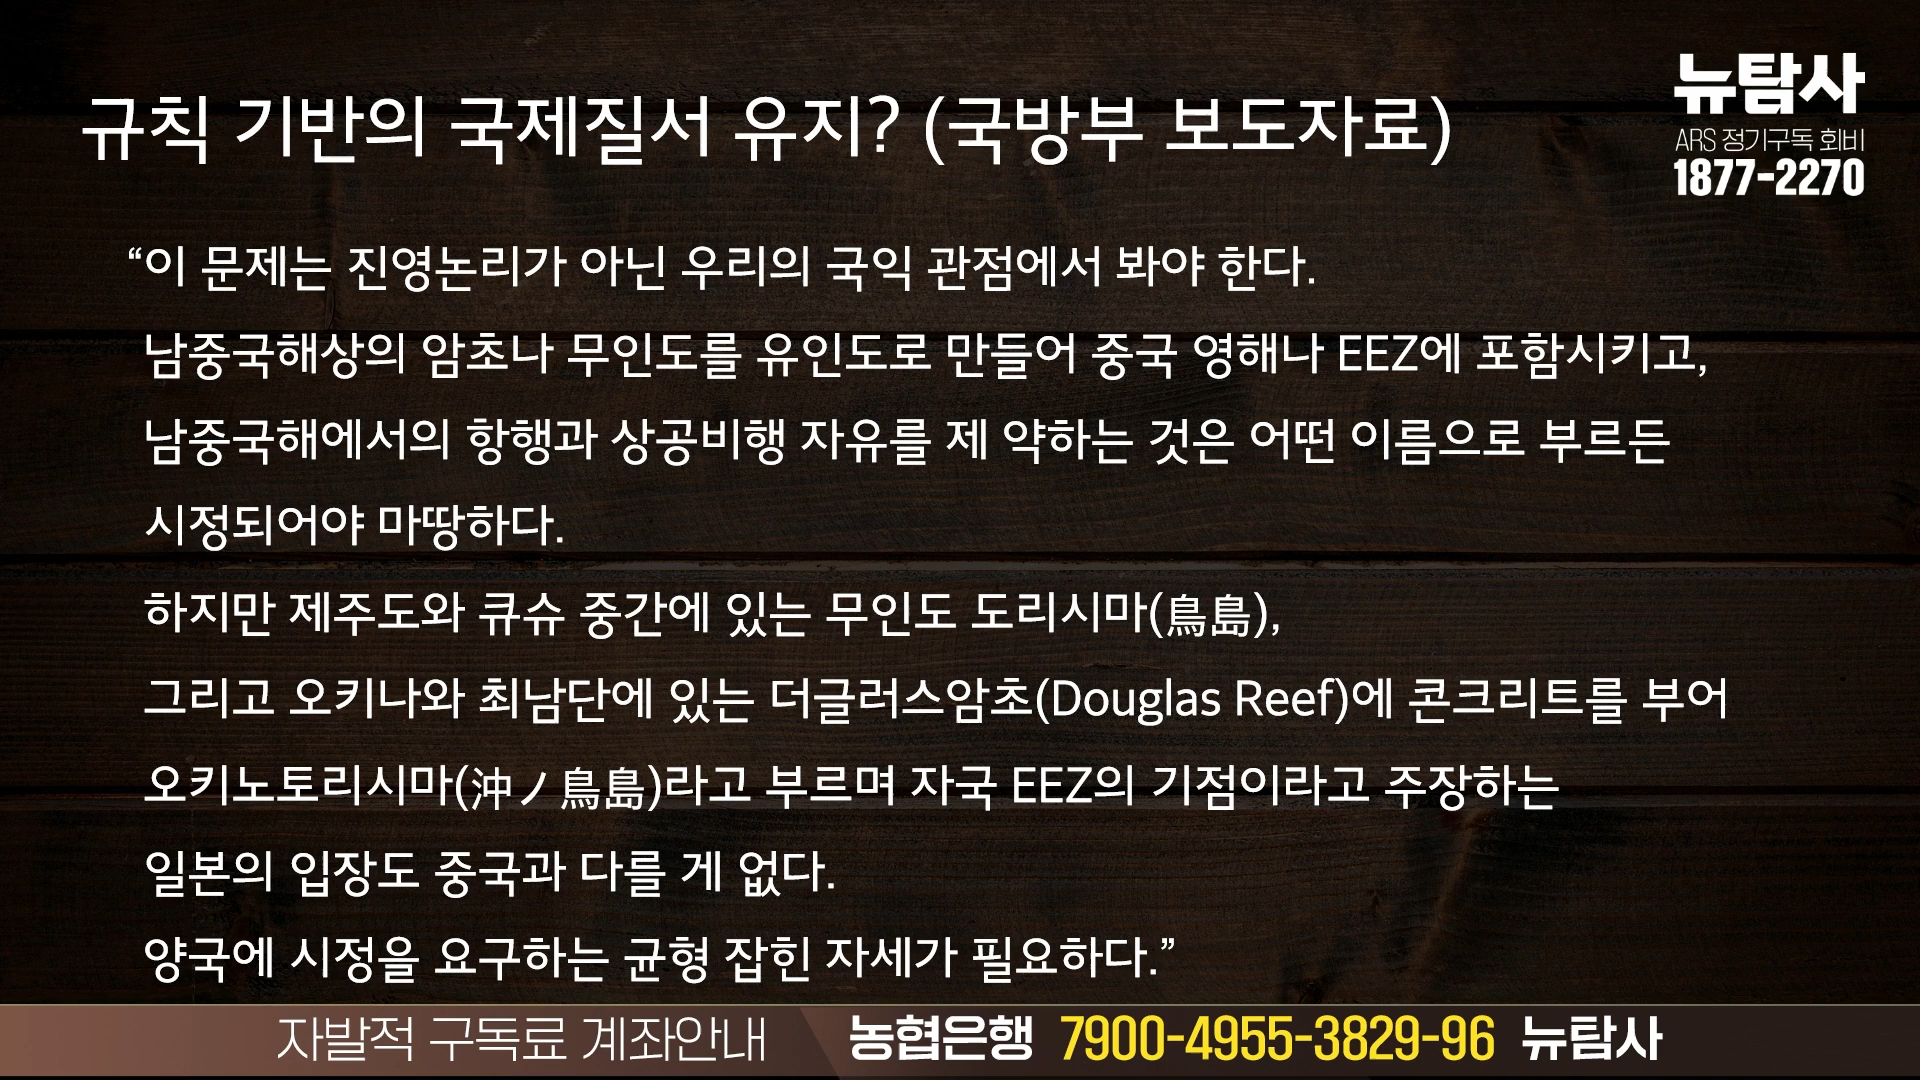 규칙 기반의 국제질서 유지? (국방부 보도자료)
뉴탐사
ARS 정기구독 회비
1877-2270
“이 문제는 진영논리가 아닌 우리의 국익 관점에서 봐야 한다.
남중국해상의 암초나 무인도를 유인도로 만들어 중국 영해나 EEZ에 포함시키고,
남중국해에서의 항행과 상공비행 자유를 제 약하는 것은 어떤 이름으로 부르든
시정되어야 마땅하다.
하지만 제주도와 큐슈 중간에 있는 무인도 도리시마(鳥島),
그리고 오키나와 최남단에 있는 더글러스암초(Douglas Reef)에 콘크리트를 부어
오키노토리시마(沖ノ鳥島)라고 부르며 자국 EEZ의 기점이라고 주장하는
일본의 입장도 중국과 다를 게 없다.
양국에 시정을 요구하는 균형 잡힌 자세가 필요하다.”
자발적 구독료 계좌안내 농협은행 7900-4955-3829-96 뉴탐사